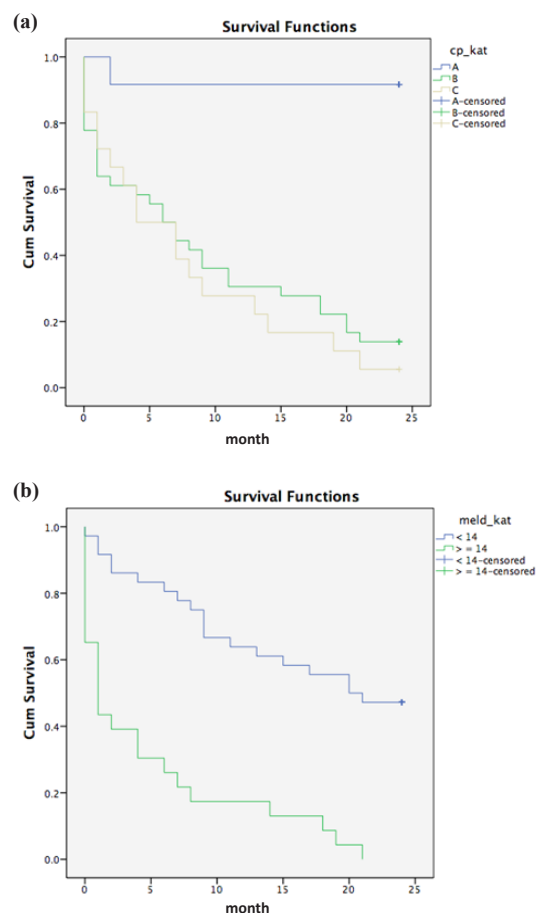 (a)
Survival Functions
cp_kat
A
B
C
A-censored
B-censored
C-censored
1.0
0.8
0.6
0.4
0.2
0.0
Cum Survival
0 5 10 15 20 25
month
(b)
Survival Functions
meld_kat
< 14
> = 14
< 14-censored
> = 14-censored
1.0
0.8
0.6
0.4
0.2
0.0
Cum Survival
0 5 10 15 20 25
month